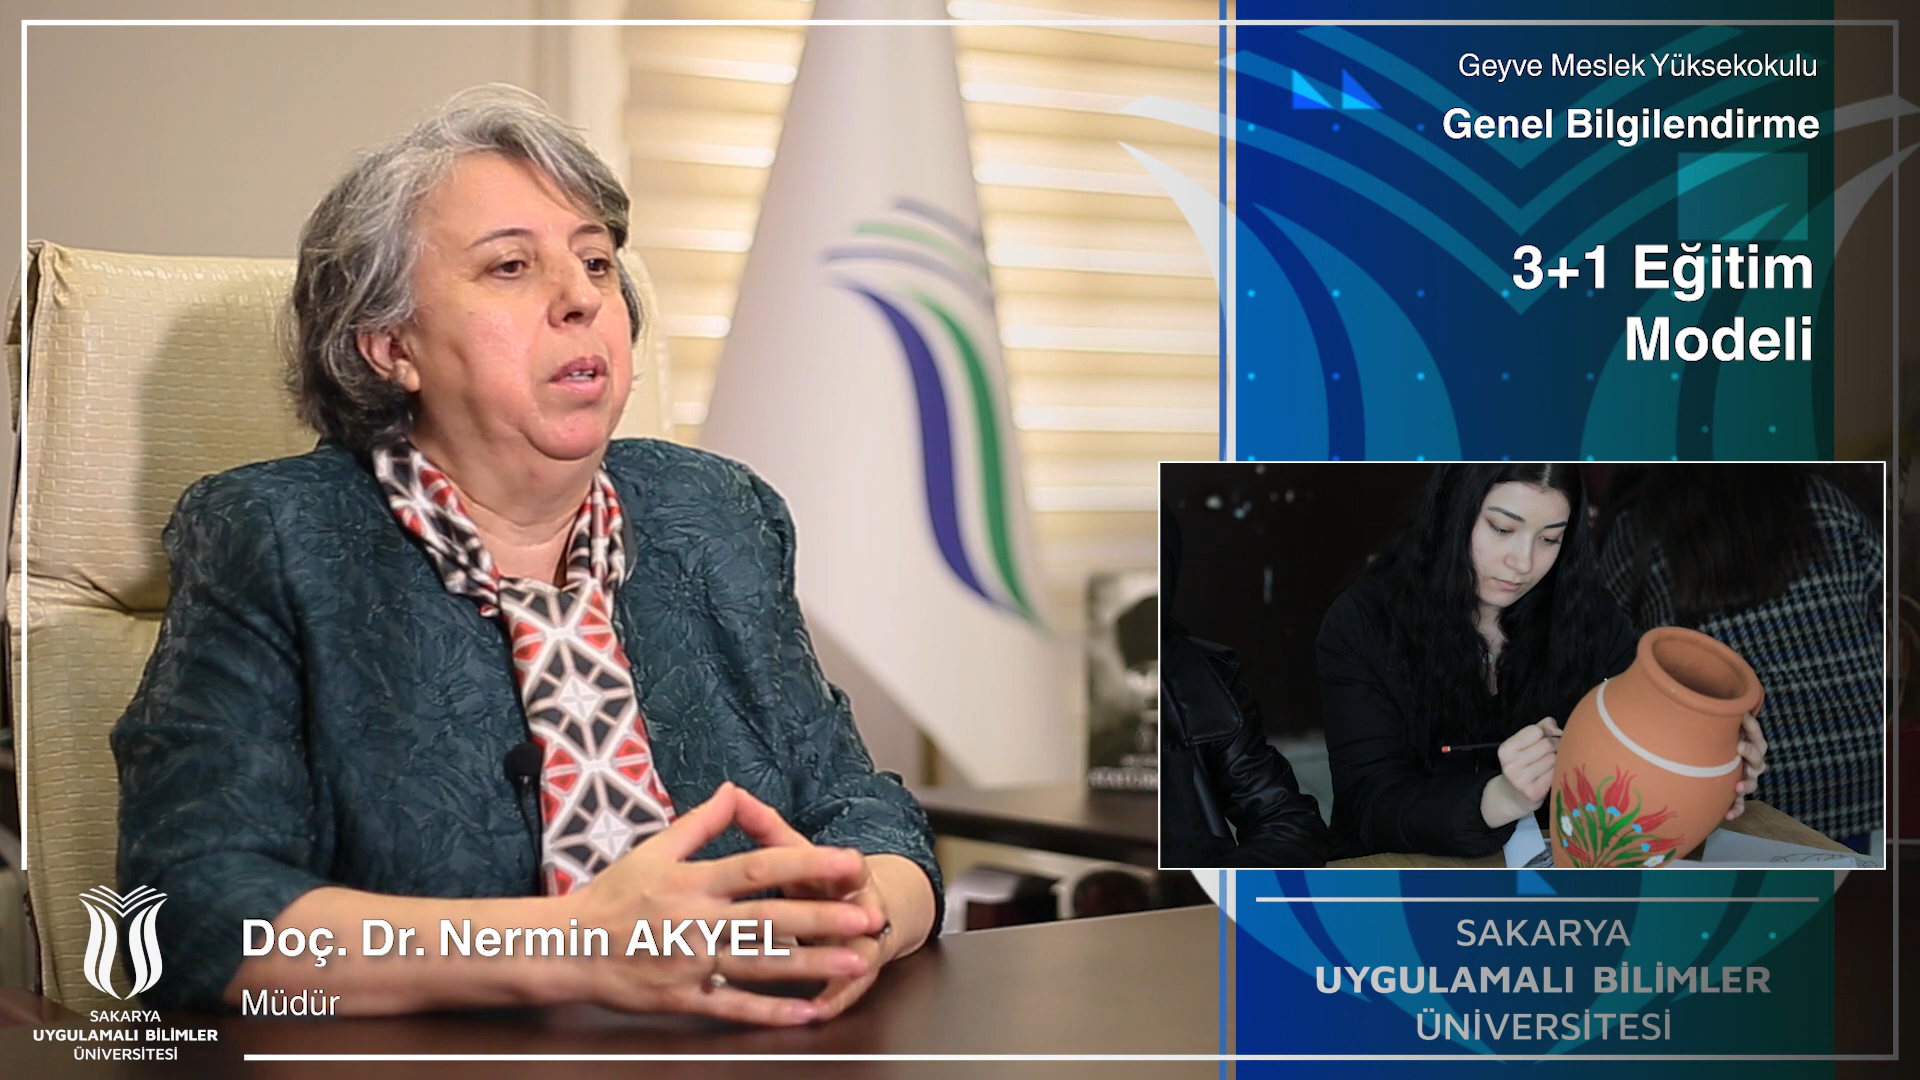 Geyve Meslek Yüksekokulu
Genel Bilgilendirme
3+1 Eğitim
Modeli
Doç. Dr. Nermin AKYEL
Müdür
SAKARYA
UYGULAMALI BİLİMLER
ÜNİVERSİTESİ
SAKARYA
UYGULAMALI BİLİMLER
ÜNİVERSİTESİ